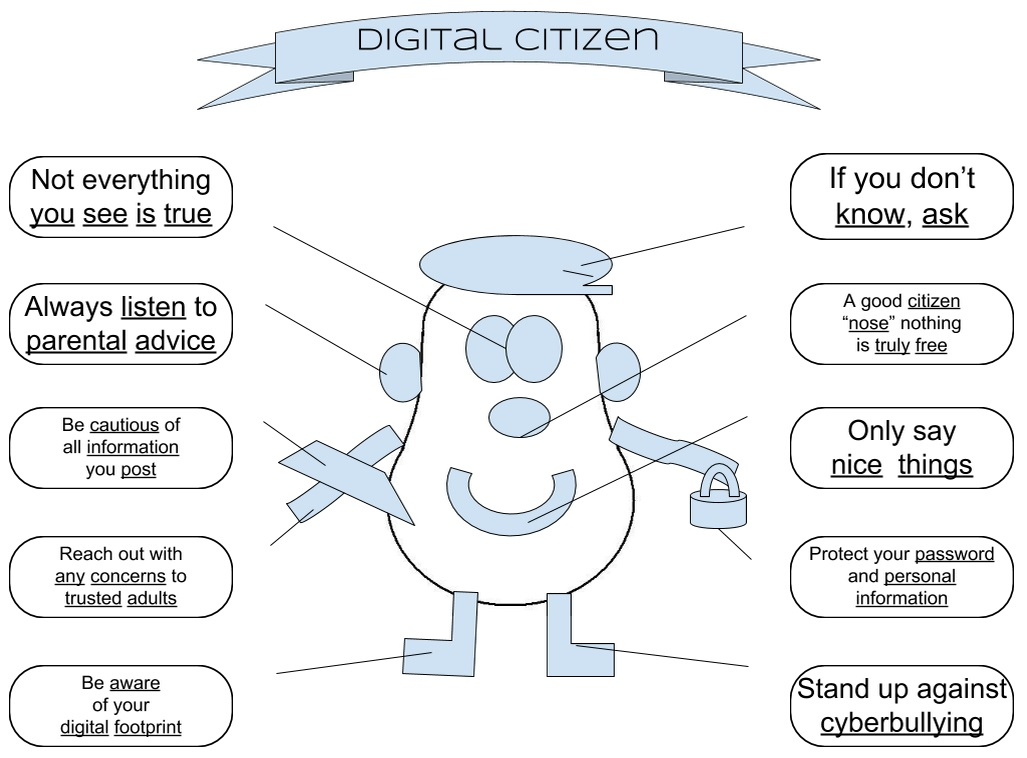 DIGITAL CITIZEN
Not everything
you see is true
Always listen to
parental advice
Be cautious of
all information
you post
Reach out with
any concerns to
trusted adults
Be aware
of your
digital footprint
If you don’t
know, ask
A good citizen
“nose” nothing
is truly free
Only say
nice things
Protect your password
and personal
information
Stand up against
cyberbullying